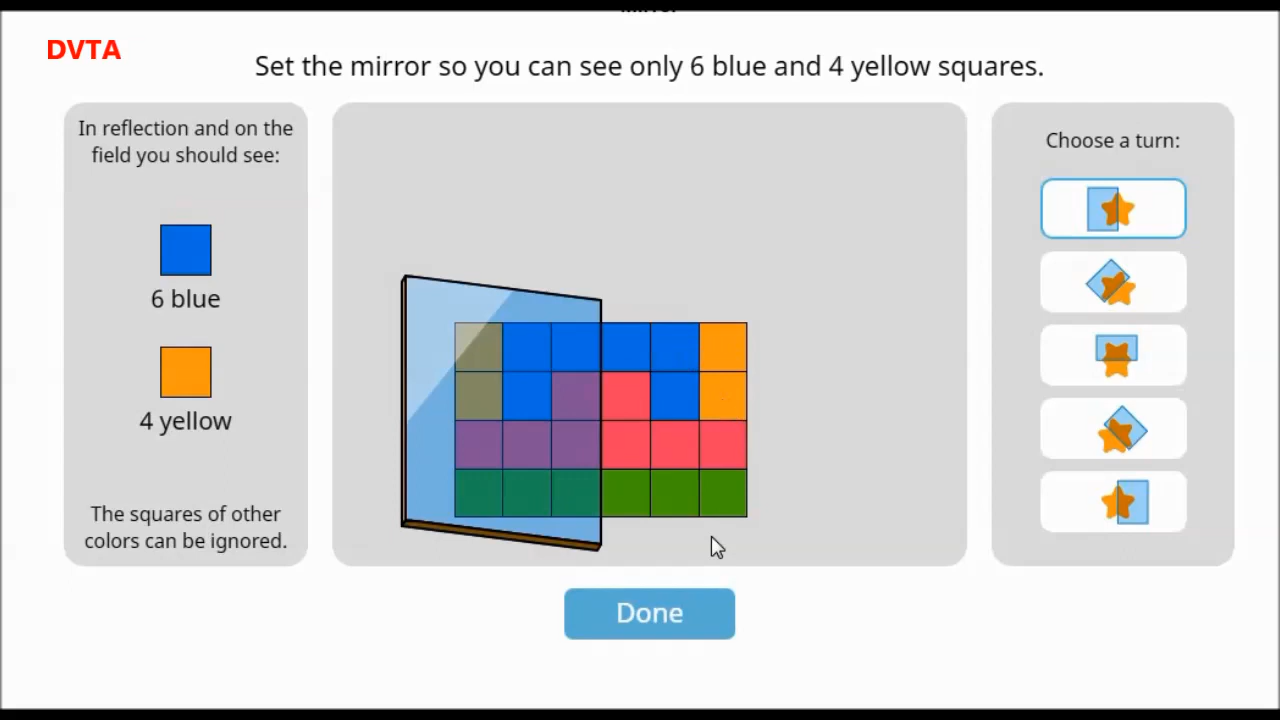 DVTA
Set the mirror so you can see only 6 blue and 4 yellow squares.
In reflection and on the
field you should see:
6 blue
4 yellow
The squares of other
colors can be ignored.
Choose a turn:
Done